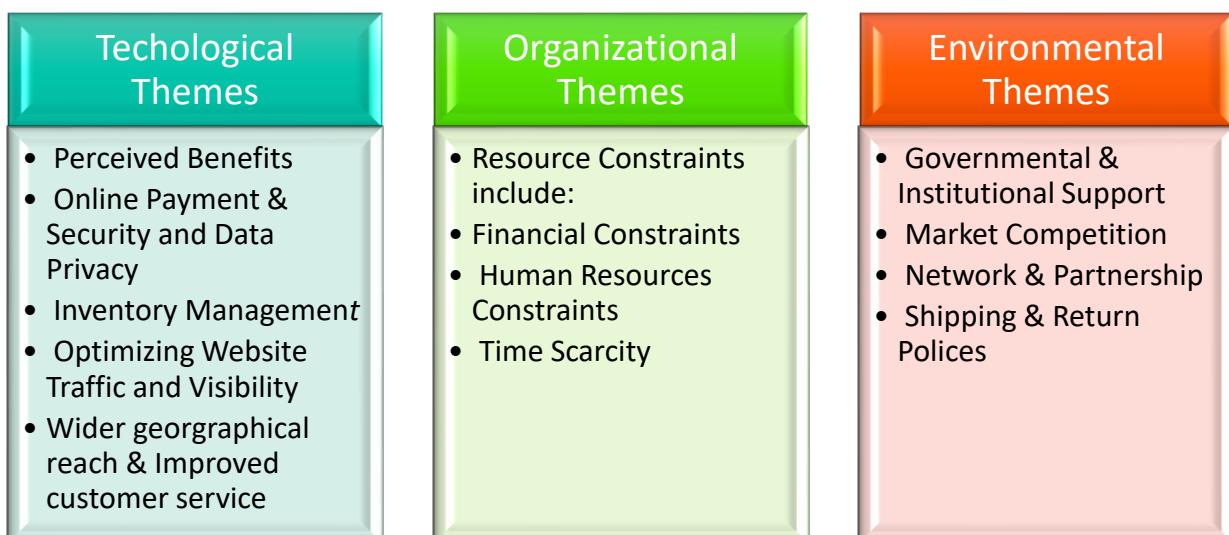 Techological
Themes
• Perceived Benefits
• Online Payment &
Security and Data
Privacy
• Inventory Management
• Optimizing Website
Traffic and Visibility
• Wider georgraphical
reach & Improved
customer service
Organizational
Themes
• Resource Constraints
include:
• Financial Constraints
• Human Resources
Constraints
• Time Scarcity
Environmental
Themes
• Governmental &
Institutional Support
• Market Competition
• Network & Partnership
• Shipping & Return
Polices